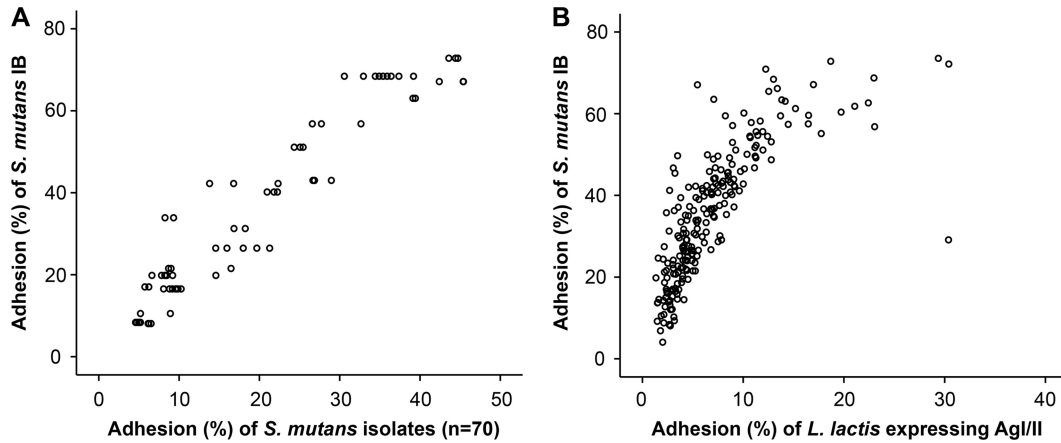 A
Adhesion (%) of S. mutans IB
80
60
40
20
0
0 10 20 30 40 50
Adhesion (%) of S. mutans isolates (n=70)
B
Adhesion (%) of S. mutans IB
80
60
40
20
0
0 10 20 30 40
Adhesion (%) of L. lactis expressing AgI/II